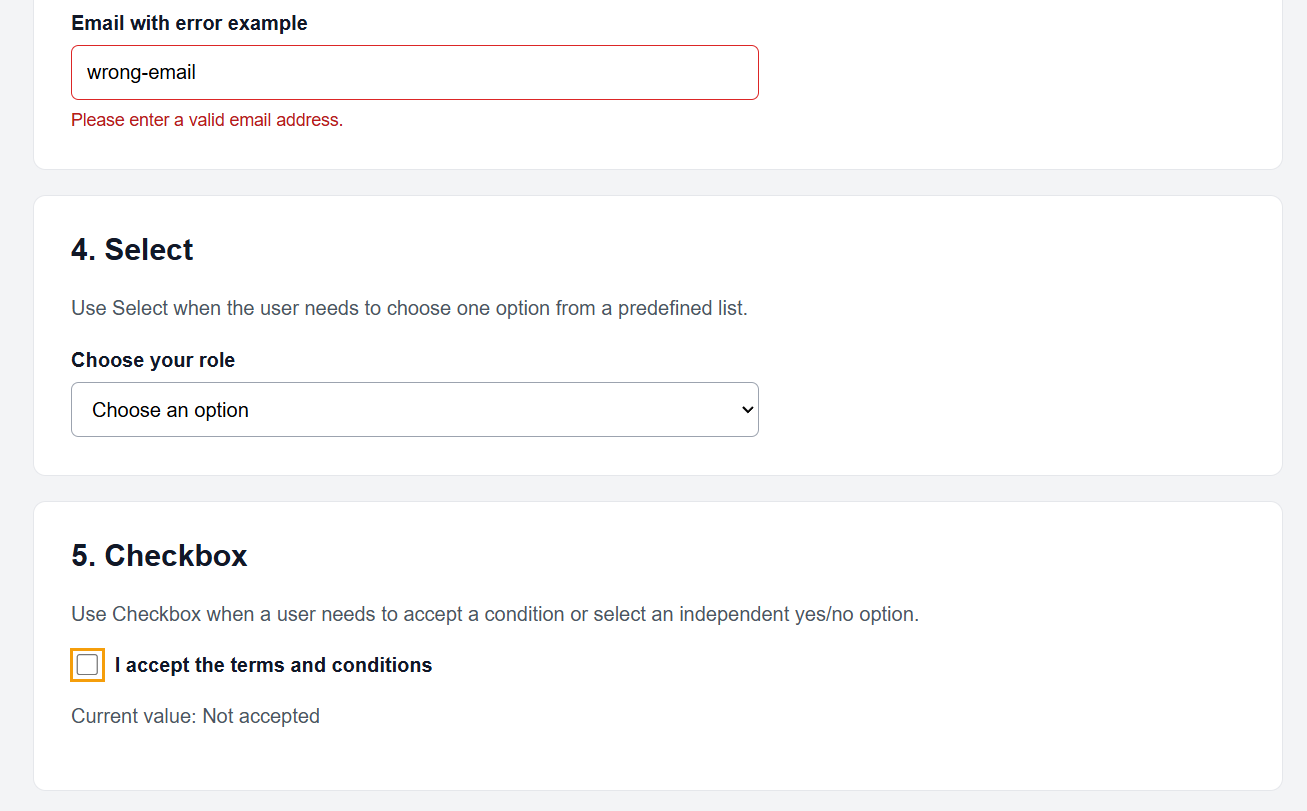 Email with error example
wrong-email
Please enter a valid email address.
4. Select
Use Select when the user needs to choose one option from a predefined list.
Choose your role
Choose an option
5. Checkbox
Use Checkbox when a user needs to accept a condition or select an independent yes/no option.
I accept the terms and conditions
Current value: Not accepted